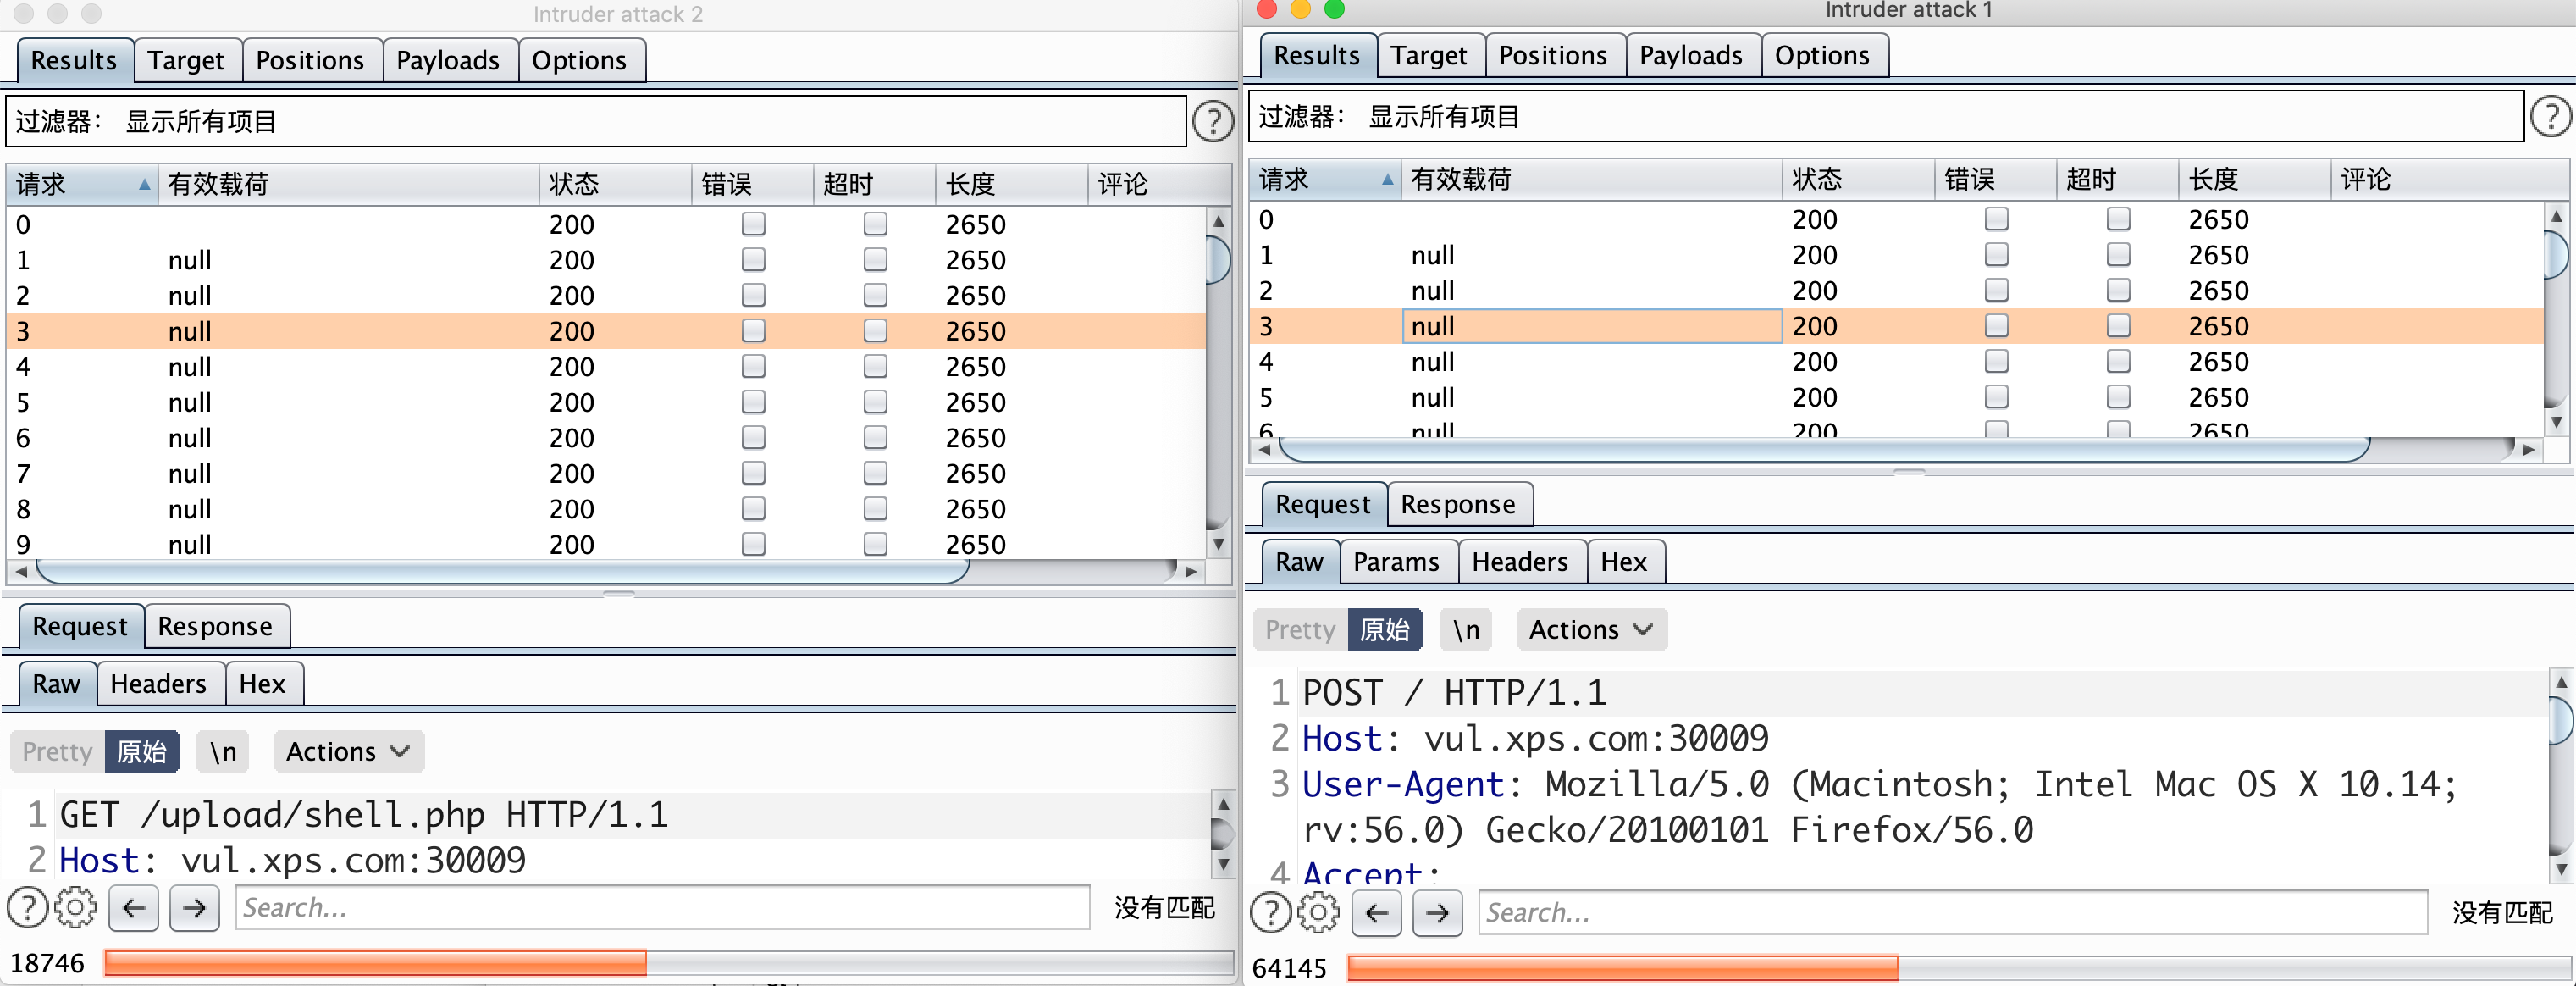 Intruder attack 2
Results Target Positions Payloads Options
过滤器： 显示所有项目 ?
请求 有效载荷 状态 错误 超时 长度 评论
0 200 2650
1 null 200 2650
2 null 200 2650
3 null 200 2650
4 null 200 2650
5 null 200 2650
6 null 200 2650
7 null 200 2650
8 null 200 2650
9 null 200 2650
Request Response
Raw Headers Hex
Pretty 原始 \n Actions
1 GET /upload/shell.php HTTP/1.1
2 Host: vul.xps.com:30009
? Search... 没有匹配
18746
Intruder attack 1
Results Target Positions Payloads Options
过滤器： 显示所有项目 ?
请求 有效载荷 状态 错误 超时 长度 评论
0 200 2650
1 null 200 2650
2 null 200 2650
3 null 200 2650
4 null 200 2650
5 null 200 2650
6 null 200 2650
Request Response
Raw Params Headers Hex
Pretty 原始 \n Actions
1 POST / HTTP/1.1
2 Host: vul.xps.com:30009
3 User-Agent: Mozilla/5.0 (Macintosh; Intel Mac OS X 10.14;
rv:56.0) Gecko/20100101 Firefox/56.0
4 Accept:
? Search... 没有匹配
64145